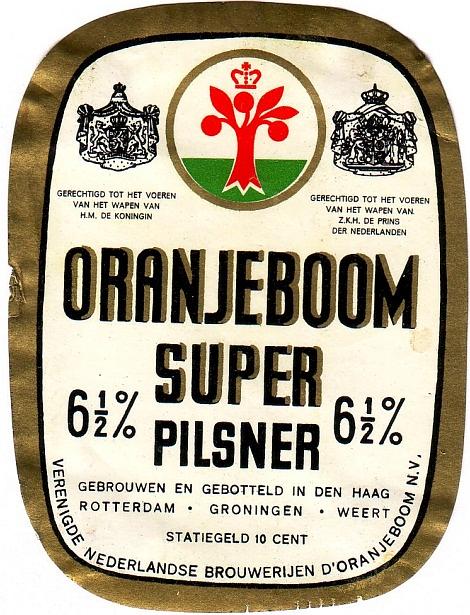 GERECHTIGD TOT HET VOEREN
VAN HET WAPEN VAN
H.M. DE KONINGIN
GERECHTIGD TOT HET VOEREN
VAN HET WAPEN VAN.
Z.K.H. DE PRINS
DER NEDERLANDEN
ORANJEBOOM
SUPER
6½% 6½%
PILSNER
GEBROUWEN EN GEBOTTELD IN DEN HAAG
ROTTERDAM · GRONINGEN · WEERT
STATIEGELD 10 CENT
VERENIGDE NEDERLANDSE BROUWERIJEN D'ORANJEBOOM N.V.